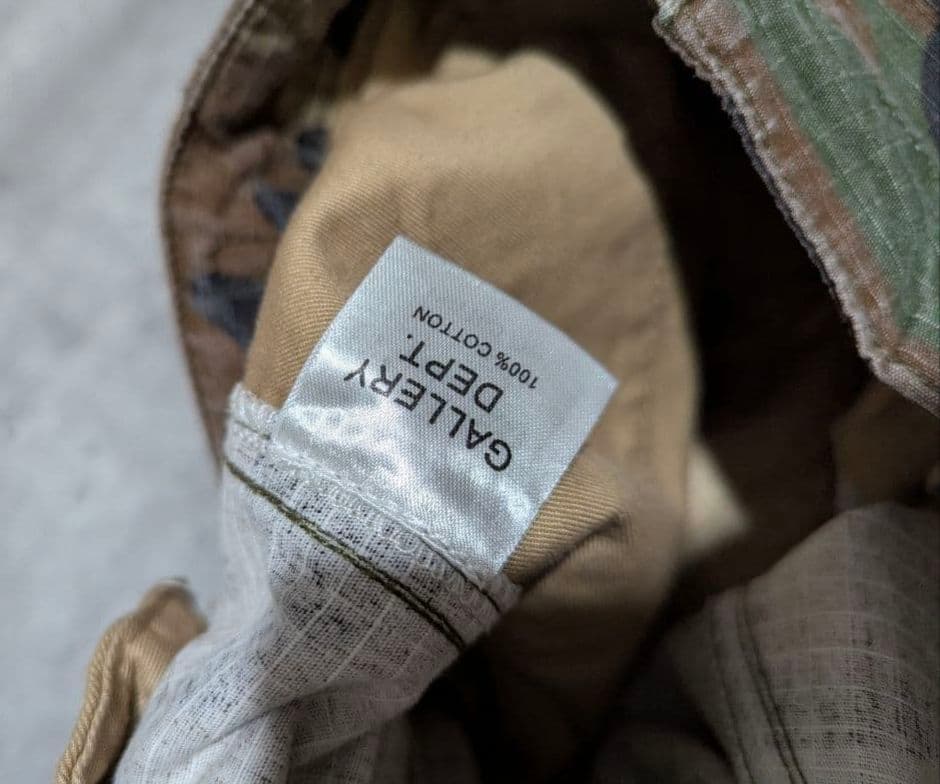 GALLERY
DEPT.
100% COTTON